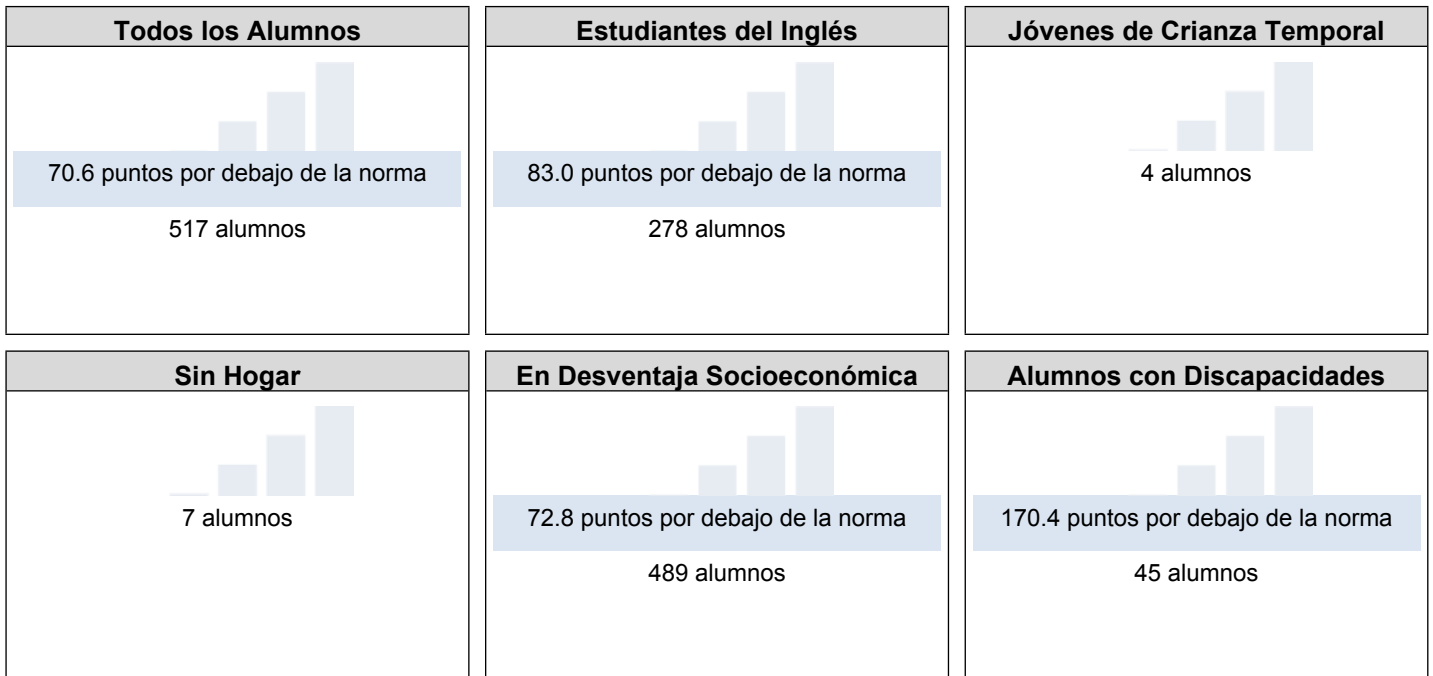 Todos los Alumnos
70.6 puntos por debajo de la norma
517 alumnos
Estudiantes del Inglés
83.0 puntos por debajo de la norma
278 alumnos
Jóvenes de Crianza Temporal
4 alumnos
Sin Hogar
7 alumnos
En Desventaja Socioeconómica
72.8 puntos por debajo de la norma
489 alumnos
Alumnos con Discapacidades
170.4 puntos por debajo de la norma
45 alumnos